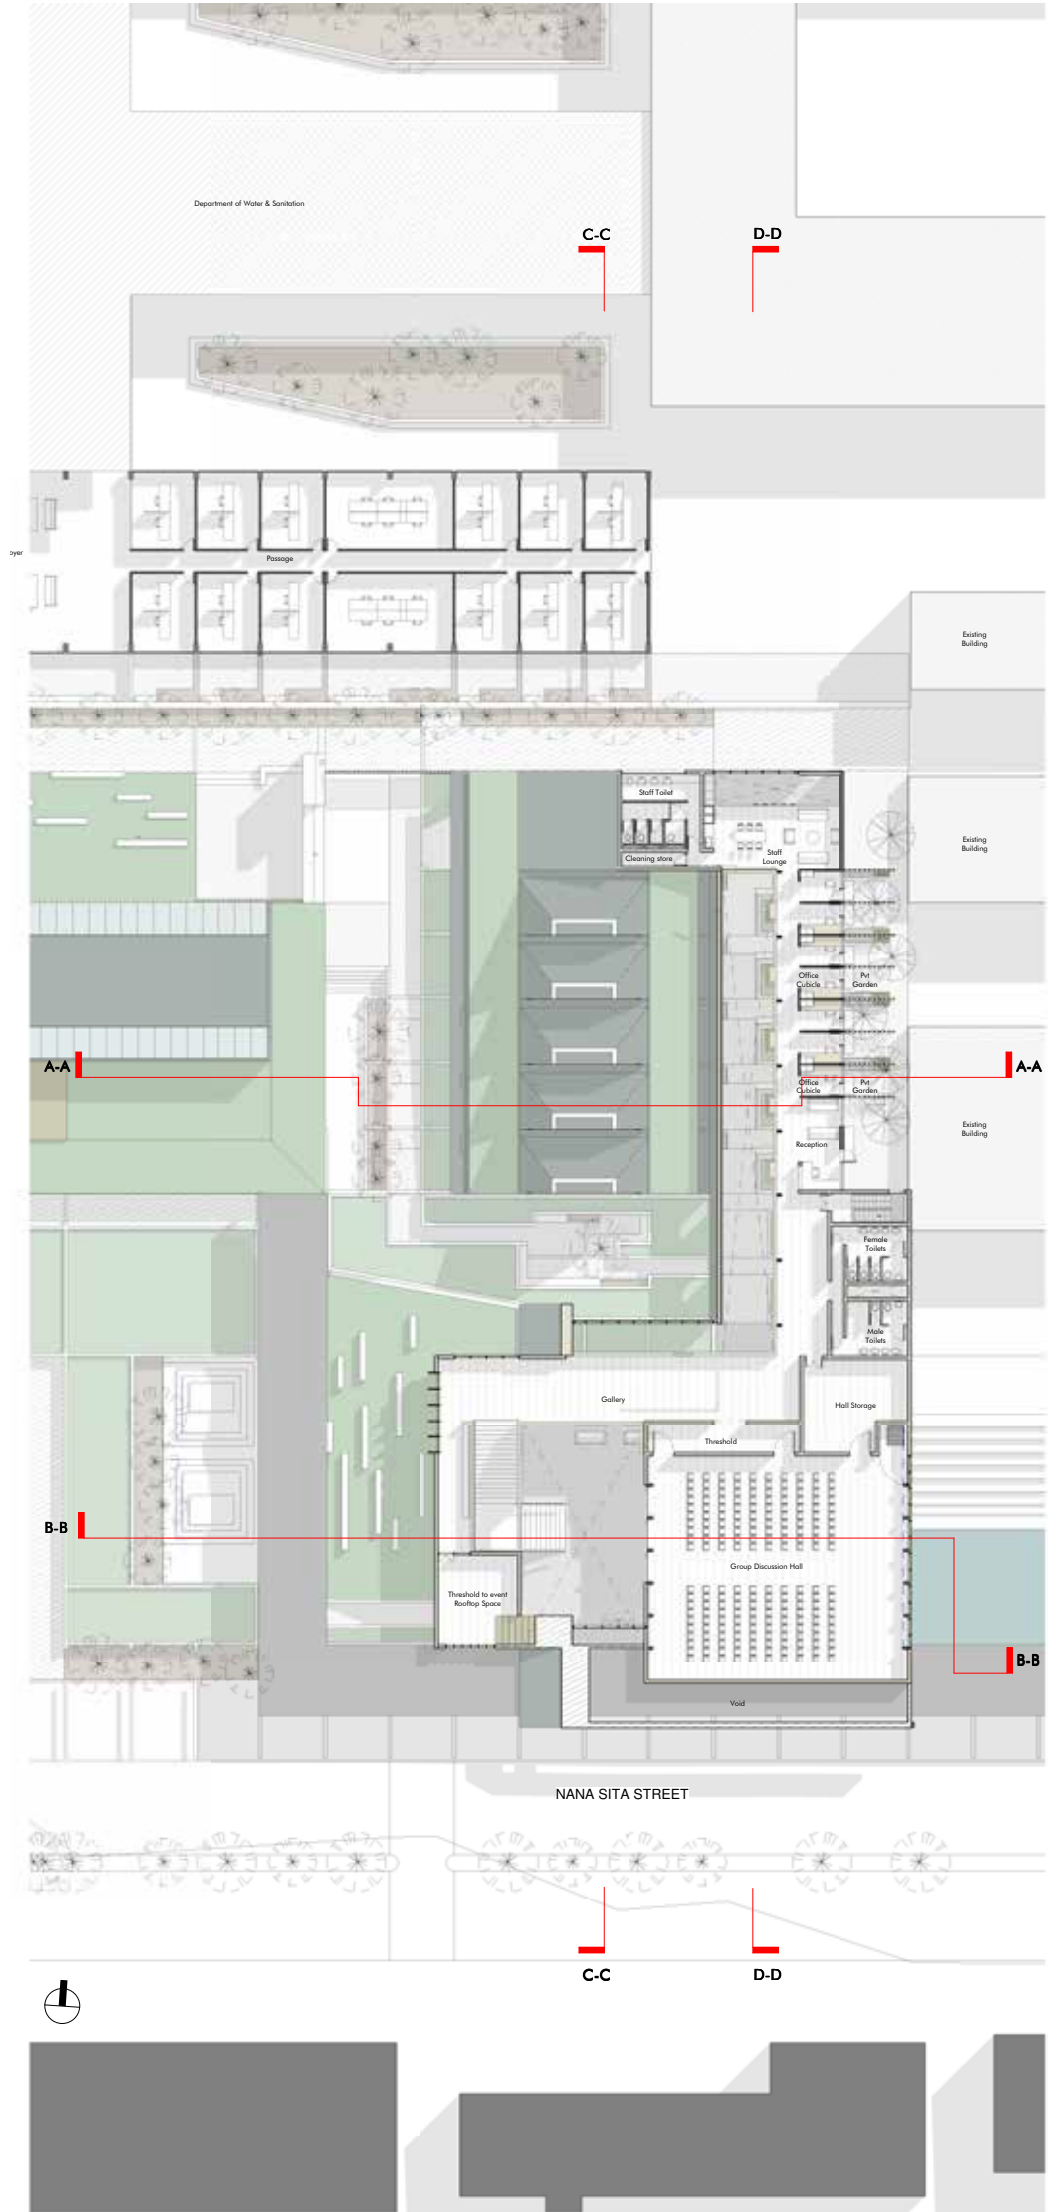 Department of Water & Sanitation
C-C
D-D
oyer
Passage
Existing
Building
Staff Toilet
Cleaning store
Staff
Lounge
Existing
Building
Office
Cubicle
Pvt
Garden
A-A
A-A
Office
Cubicle
Pvt
Garden
Existing
Building
Reception
Female
Toilets
Male
Toilets
Gallery
Hall Storage
Threshold
B-B
Group Discussion Hall
Threshold to event
Rooftop Space
B-B
Void
NANA SITA STREET
C-C
D-D